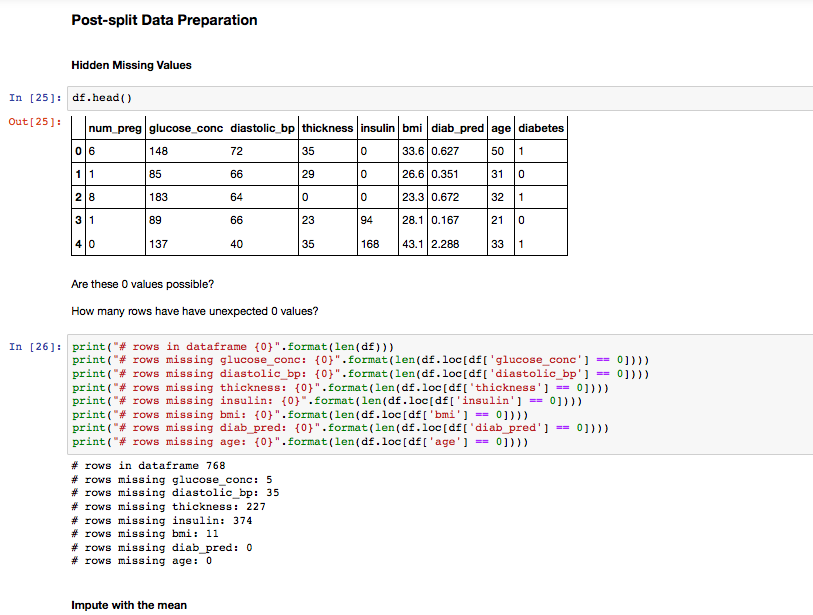 Post-split Data Preparation
Hidden Missing Values
In [25]: df.head()
Out[25]:
num_preg glucose_conc diastolic_bp thickness insulin bmi diab_pred age diabetes
0 6 148 72 35 0 33.6 0.627 50 1
1 1 85 66 29 0 26.6 0.351 31 0
2 8 183 64 0 0 23.3 0.672 32 1
3 1 89 66 23 94 28.1 0.167 21 0
4 0 137 40 35 168 43.1 2.288 33 1
Are these 0 values possible?
How many rows have have unexpected 0 values?
In [26]: print("# rows in dataframe {0}".format(len(df)))
print("# rows missing glucose_conc: {0}".format(len(df.loc[df['glucose_conc'] == 0])))
print("# rows missing diastolic_bp: {0}".format(len(df.loc[df['diastolic_bp'] == 0])))
print("# rows missing thickness: {0}".format(len(df.loc[df['thickness'] == 0])))
print("# rows missing insulin: {0}".format(len(df.loc[df['insulin'] == 0])))
print("# rows missing bmi: {0}".format(len(df.loc[df['bmi'] == 0])))
print("# rows missing diab_pred: {0}".format(len(df.loc[df['diab_pred'] == 0])))
print("# rows missing age: {0}".format(len(df.loc[df['age'] == 0])))
# rows in dataframe 768
# rows missing glucose_conc: 5
# rows missing diastolic_bp: 35
# rows missing thickness: 227
# rows missing insulin: 374
# rows missing bmi: 11
# rows missing diab_pred: 0
# rows missing age: 0
Impute with the mean